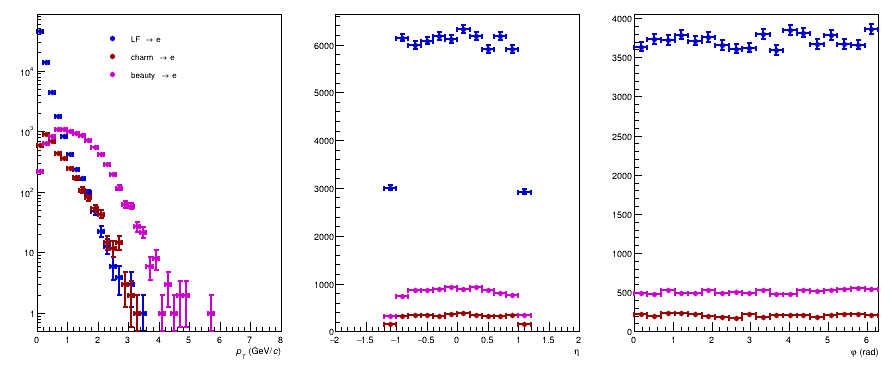 LF → e
charm → e
beauty → e
10⁴
10³
10²
10
1
0 1 2 3 4 5 6 7 8
p_T (GeV/c)
6000
5000
4000
3000
2000
1000
0
−2 −1.5 −1 −0.5 0 0.5 1 1.5 2
η
4000
3500
3000
2500
2000
1500
1000
500
0
0 1 2 3 4 5 6
φ (rad)